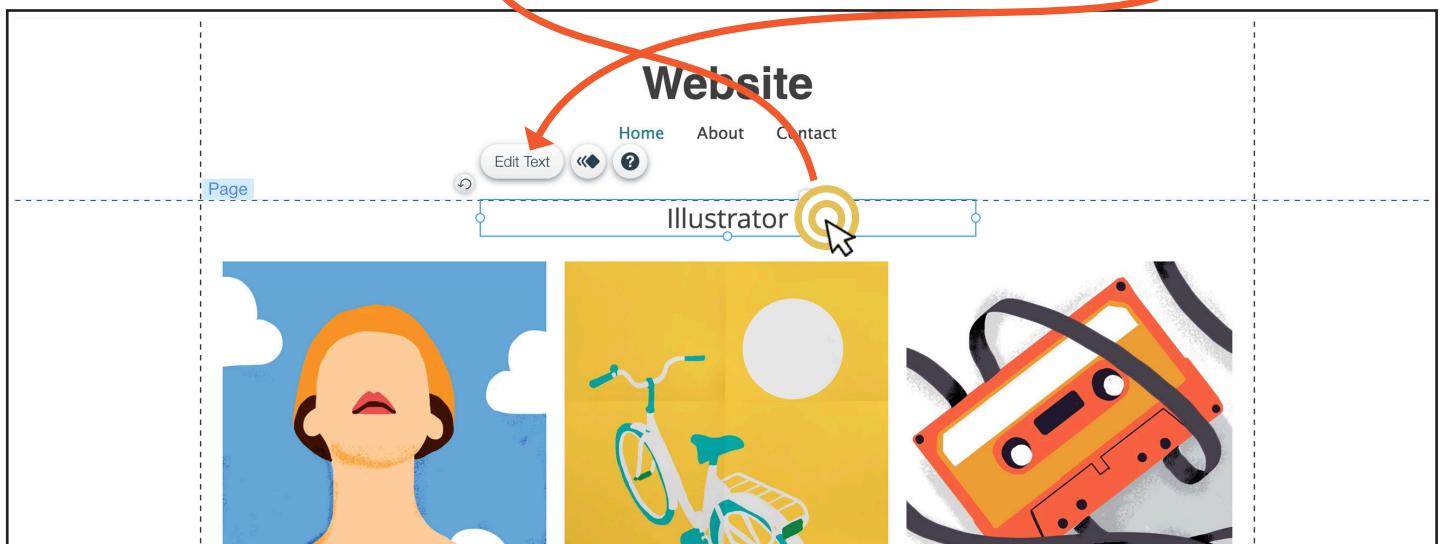 Website
Home About Contact
Edit Text ?
Page
Illustrator